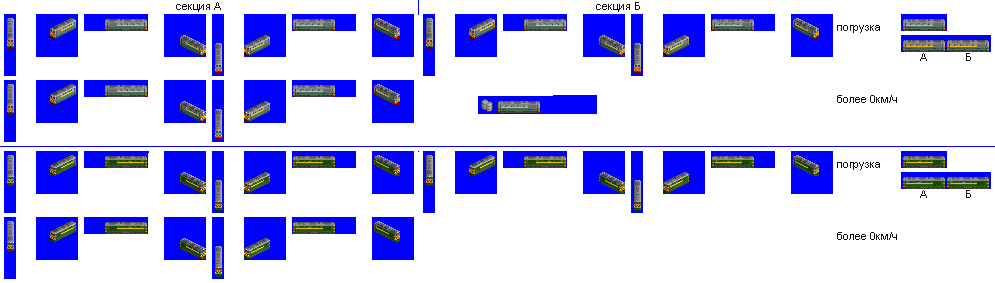 секция А
секция Б
погрузка
А Б
более 0км/ч
погрузка
А Б
более 0км/ч